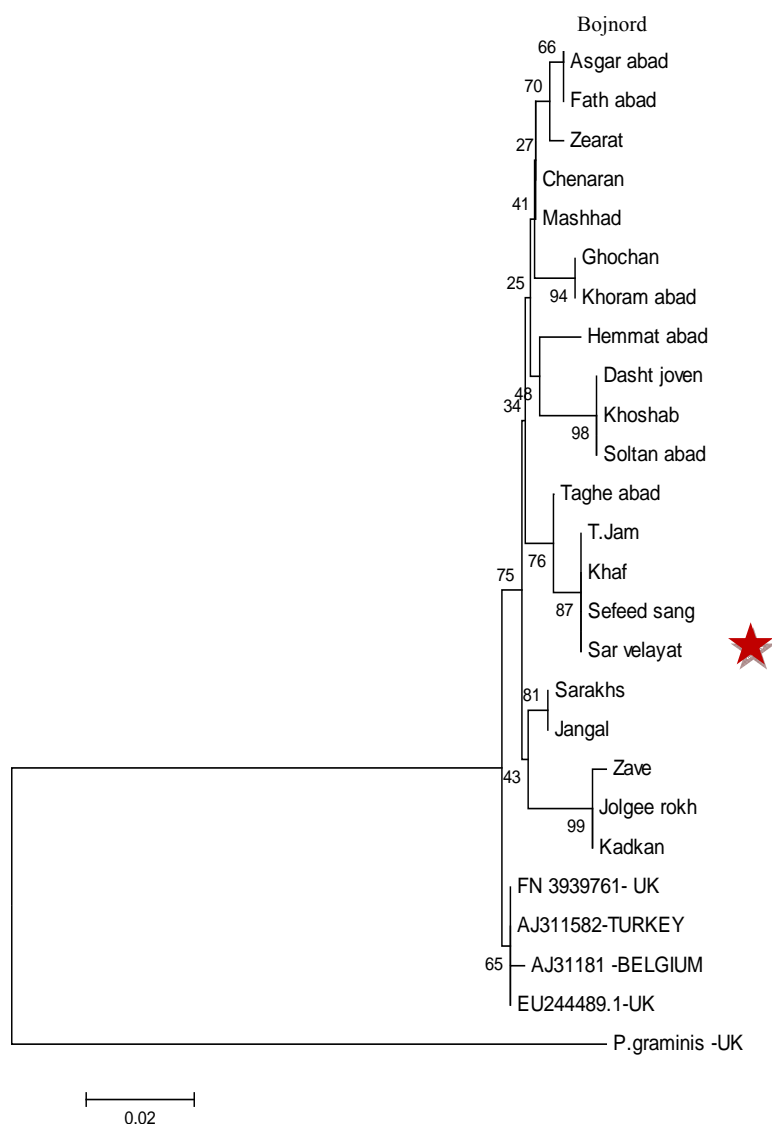 Bojnord
66
Asgar abad
70
Fath abad
27
Zearat
Chenaran
41
Mashhad
Ghochan
25
94
Khoram abad
Hemmat abad
Dasht joven
48
34
Khoshab
98
Soltan abad
Taghe abad
T.Jam
76
75
Khaf
87
Sefeed sang
Sar velayat
81
Sarakhs
Jangal
43
Zave
Jolgee rokh
99
Kadkan
FN 3939761- UK
AJ311582-TURKEY
65
AJ31181 -BELGIUM
EU244489.1-UK
P.graminis -UK
0.02